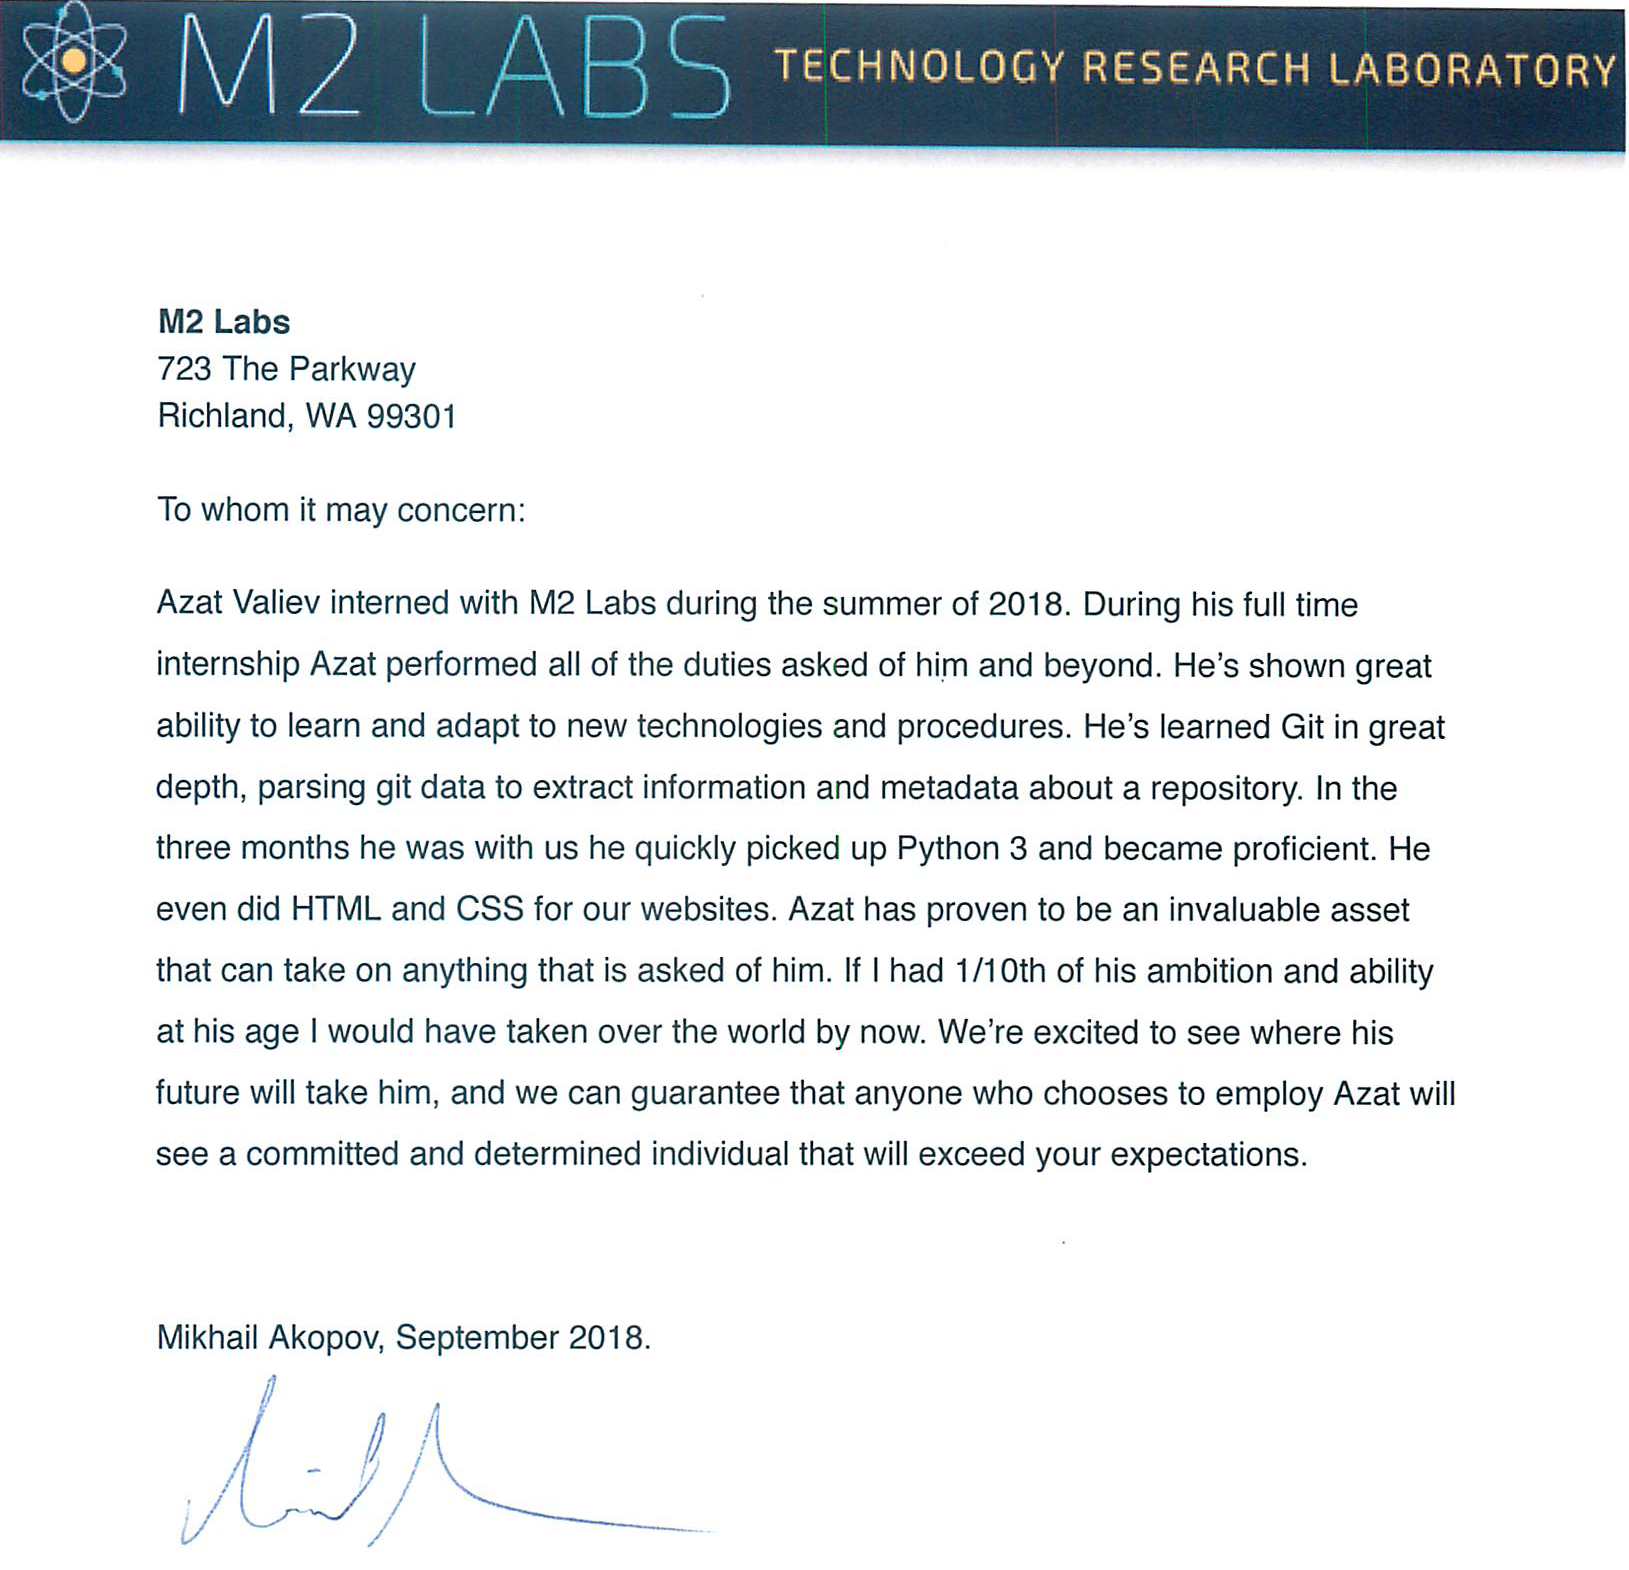 M2 LABS TECHNOLOGY RESEARCH LABORATORY
M2 Labs
723 The Parkway
Richland, WA 99301
To whom it may concern:
Azat Valiev interned with M2 Labs during the summer of 2018. During his full time
internship Azat performed all of the duties asked of him and beyond. He’s shown great
ability to learn and adapt to new technologies and procedures. He’s learned Git in great
depth, parsing git data to extract information and metadata about a repository. In the
three months he was with us he quickly picked up Python 3 and became proficient. He
even did HTML and CSS for our websites. Azat has proven to be an invaluable asset
that can take on anything that is asked of him. If I had 1/10th of his ambition and ability
at his age I would have taken over the world by now. We’re excited to see where his
future will take him, and we can guarantee that anyone who chooses to employ Azat will
see a committed and determined individual that will exceed your expectations.
Mikhail Akopov, September 2018.